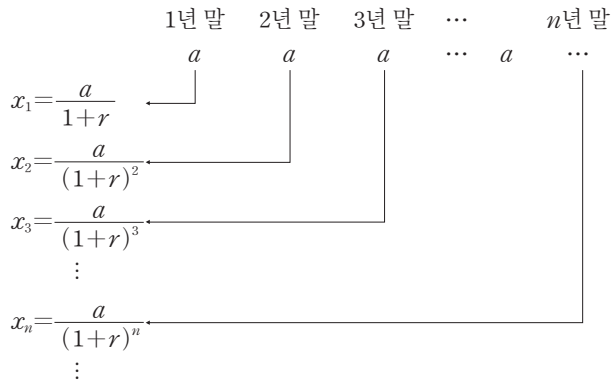 1년 말 2년 말 3년 말 ⋯ n년 말
a a a ⋯ a ⋯
x₁=a/(1+r)
x₂=a/(1+r)²
x₃=a/(1+r)³
⋮
xₙ=a/(1+r)ⁿ
⋮